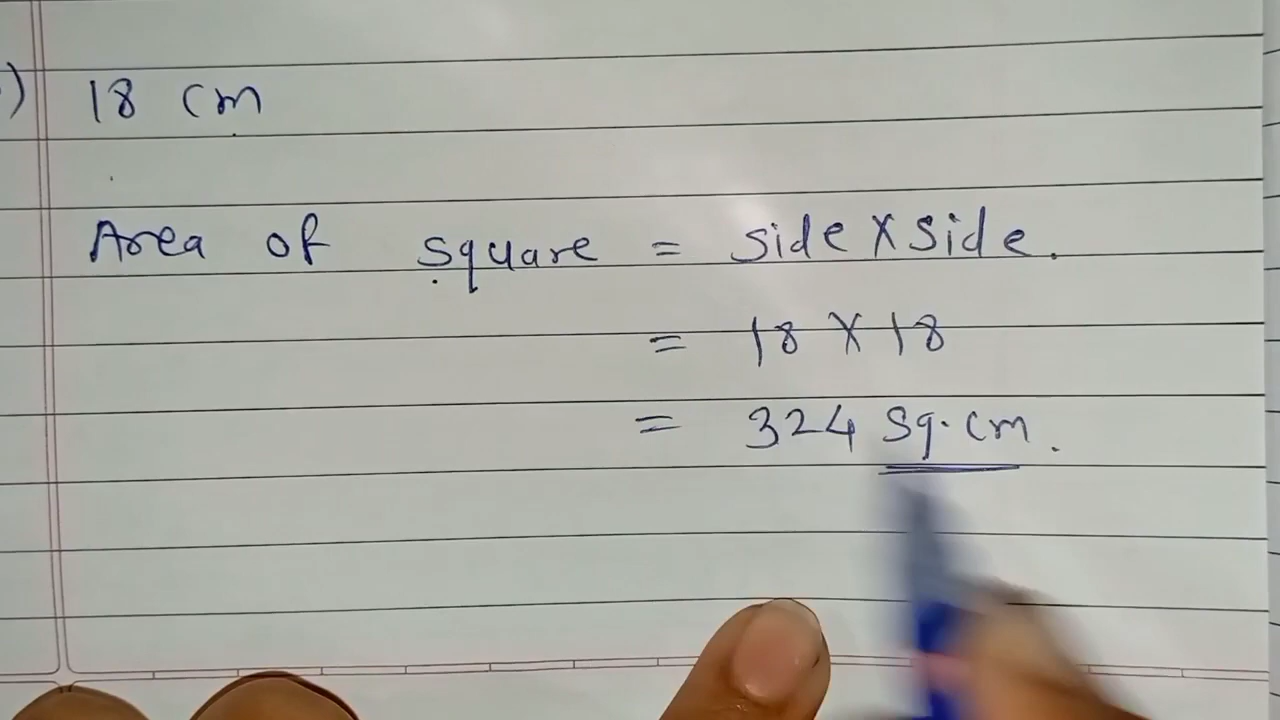 ) 18 cm
Area of square = side x side.
= 18 x 18
= 324 sq.cm.